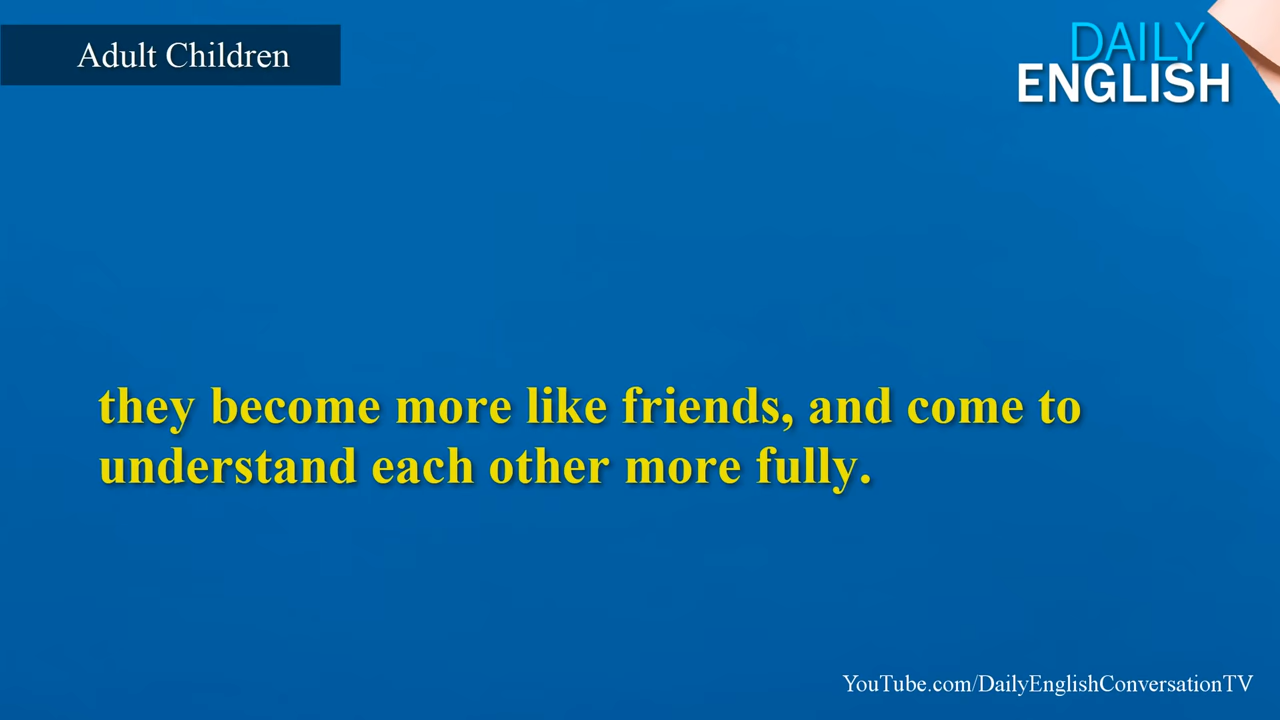 Adult Children
DAILY
ENGLISH
they become more like friends, and come to
understand each other more fully.
YouTube.com/DailyEnglishConversationTV